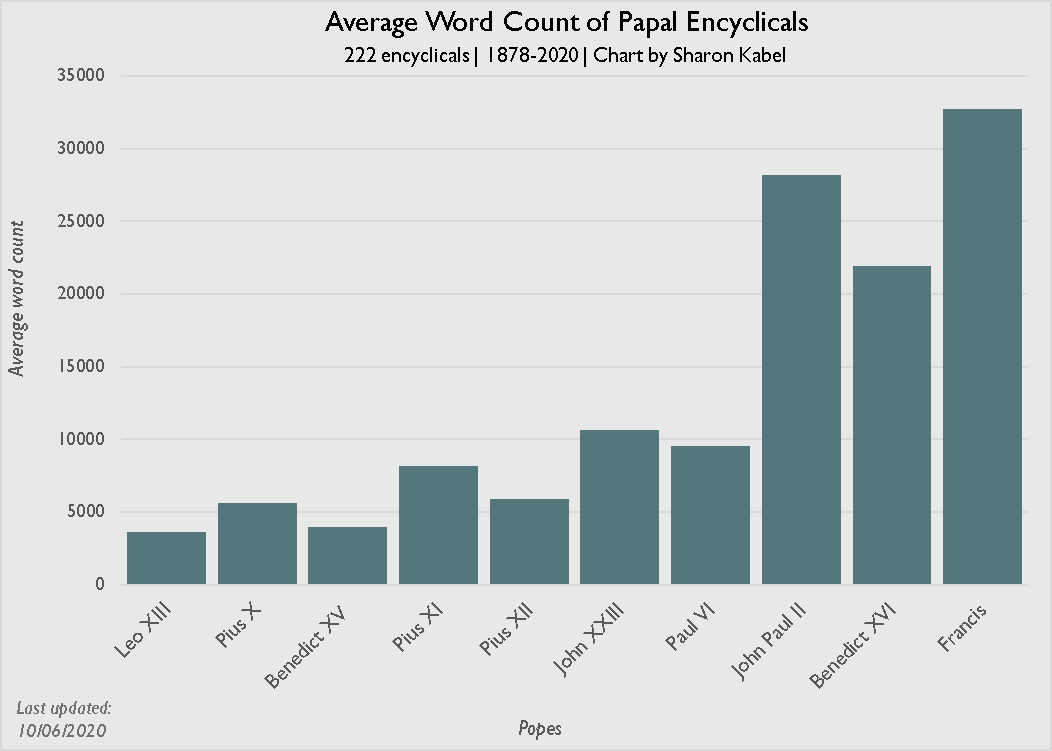 Average Word Count of Papal Encyclicals
222 encyclicals | 1878-2020 | Chart by Sharon Kabel
35000
30000
25000
20000
15000
10000
5000
0
Average word count
Leo XIII
Pius X
Benedict XV
Pius XI
Pius XII
John XXIII
Paul VI
John Paul II
Benedict XVI
Francis
Popes
Last updated:
10/06/2020